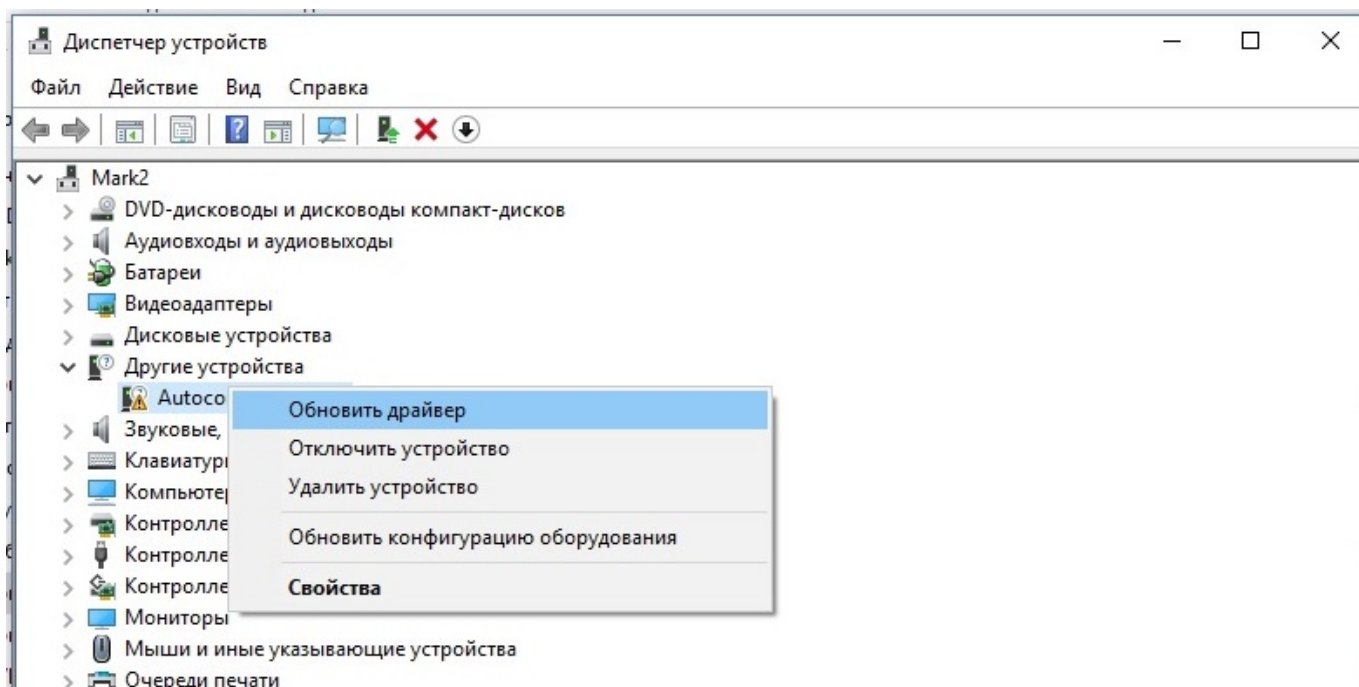 Диспетчер устройств
Файл Действие Вид Справка
Mark2
DVD-дисководы и дисководы компакт-дисков
Аудиовходы и аудиовыходы
Батареи
Видеоадаптеры
Дисковые устройства
Другие устройства
Autoco
Обновить драйвер
Звуковые,
Отключить устройство
Клавиатур
Удалить устройство
Компьютер
Контролле
Обновить конфигурацию оборудования
Контролле
Контролле
Свойства
Мониторы
Мыши и иные указывающие устройства
Очереди печати